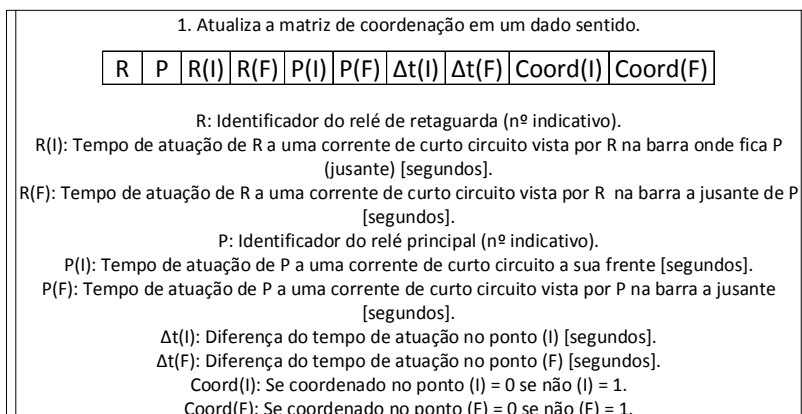 1. Atualiza a matriz de coordenação em um dado sentido.
R P R(I) R(F) P(I) P(F) Δt(I) Δt(F) Coord(I) Coord(F)
R: Identificador do relé de retaguarda (nº indicativo).
R(I): Tempo de atuação de R a uma corrente de curto circuito vista por R na barra onde fica P
(jusante) [segundos].
R(F): Tempo de atuação de R a uma corrente de curto circuito vista por R na barra a jusante de P
[segundos].
P: Identificador do relé principal (nº indicativo).
P(I): Tempo de atuação de P a uma corrente de curto circuito a sua frente [segundos].
P(F): Tempo de atuação de P a uma corrente de curto circuito vista por P na barra a jusante
[segundos].
Δt(I): Diferença do tempo de atuação no ponto (I) [segundos].
Δt(F): Diferença do tempo de atuação no ponto (F) [segundos].
Coord(I): Se coordenado no ponto (I) = 0 se não (I) = 1.
Coord(F): Se coordenado no ponto (F) = 0 se não (F) = 1.